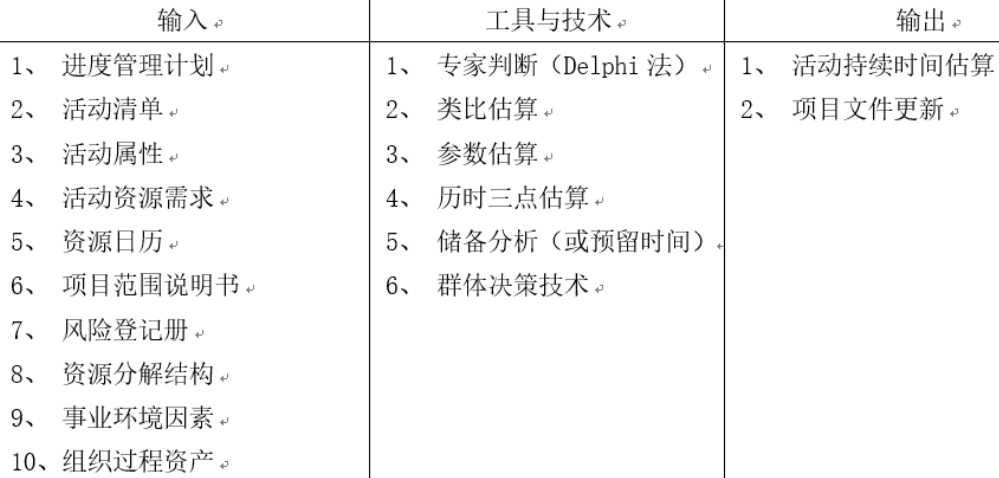 输入 工具与技术 输出
1、 进度管理计划 1、 专家判断（Delphi 法） 1、 活动持续时间估算
2、 活动清单 2、 类比估算 2、 项目文件更新
3、 活动属性 3、 参数估算
4、 活动资源需求 4、 历时三点估算
5、 资源日历 5、 储备分析（或预留时间）
6、 项目范围说明书 6、 群体决策技术
7、 风险登记册
8、 资源分解结构
9、 事业环境因素
10、组织过程资产